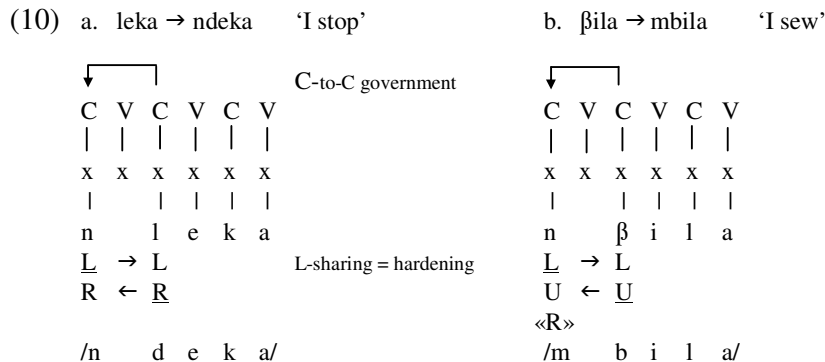 (10) a. leka → ndeka ‘I stop’ b. βila → mbila ‘I sew’
C-to-C government
C V C V C V C V C V C V
x x x x x x x x x x x x
n l e k a n β i l a
L → L L-sharing = hardening L → L
R ← R U ← U
«R»
/n d e k a/ /m b i l a/